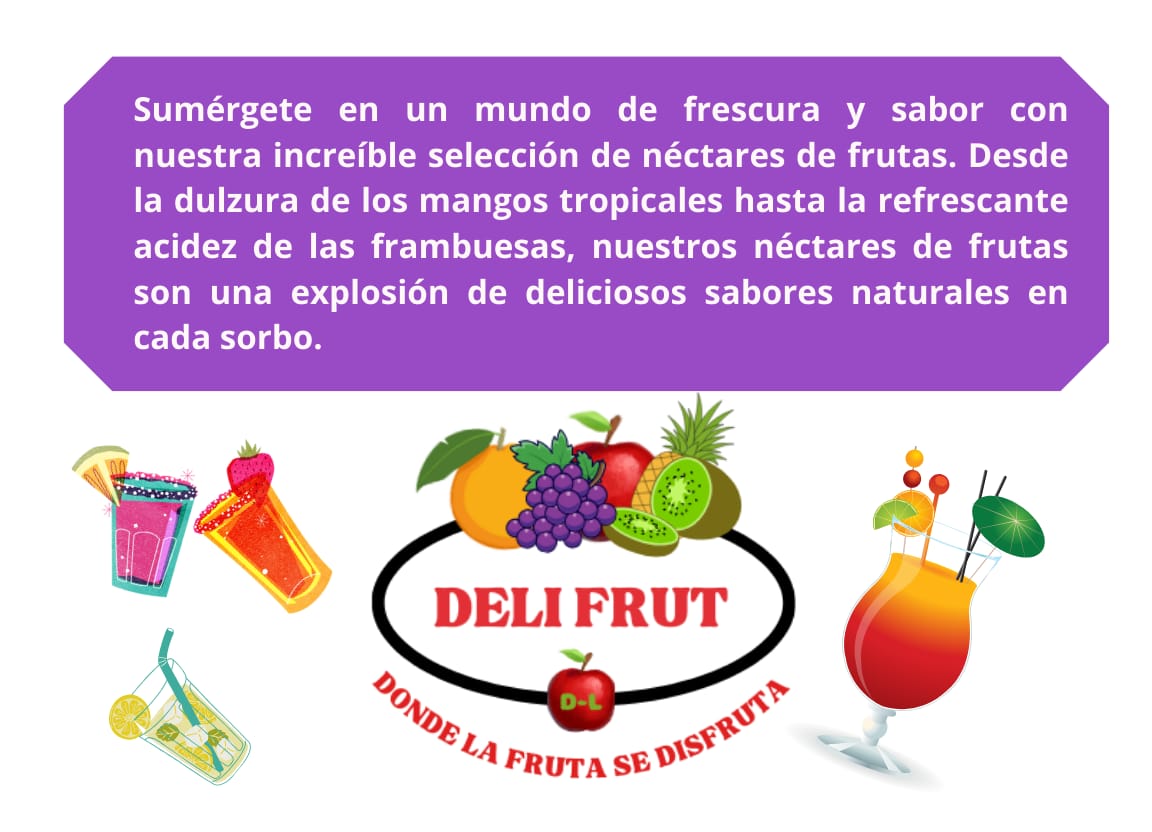 Sumérgete en un mundo de frescura y sabor con
nuestra increíble selección de néctares de frutas. Desde
la dulzura de los mangos tropicales hasta la refrescante
acidez de las frambuesas, nuestros néctares de frutas
son una explosión de deliciosos sabores naturales en
cada sorbo.
DELI FRUT
D-L
DONDE LA FRUTA SE DISFRUTA